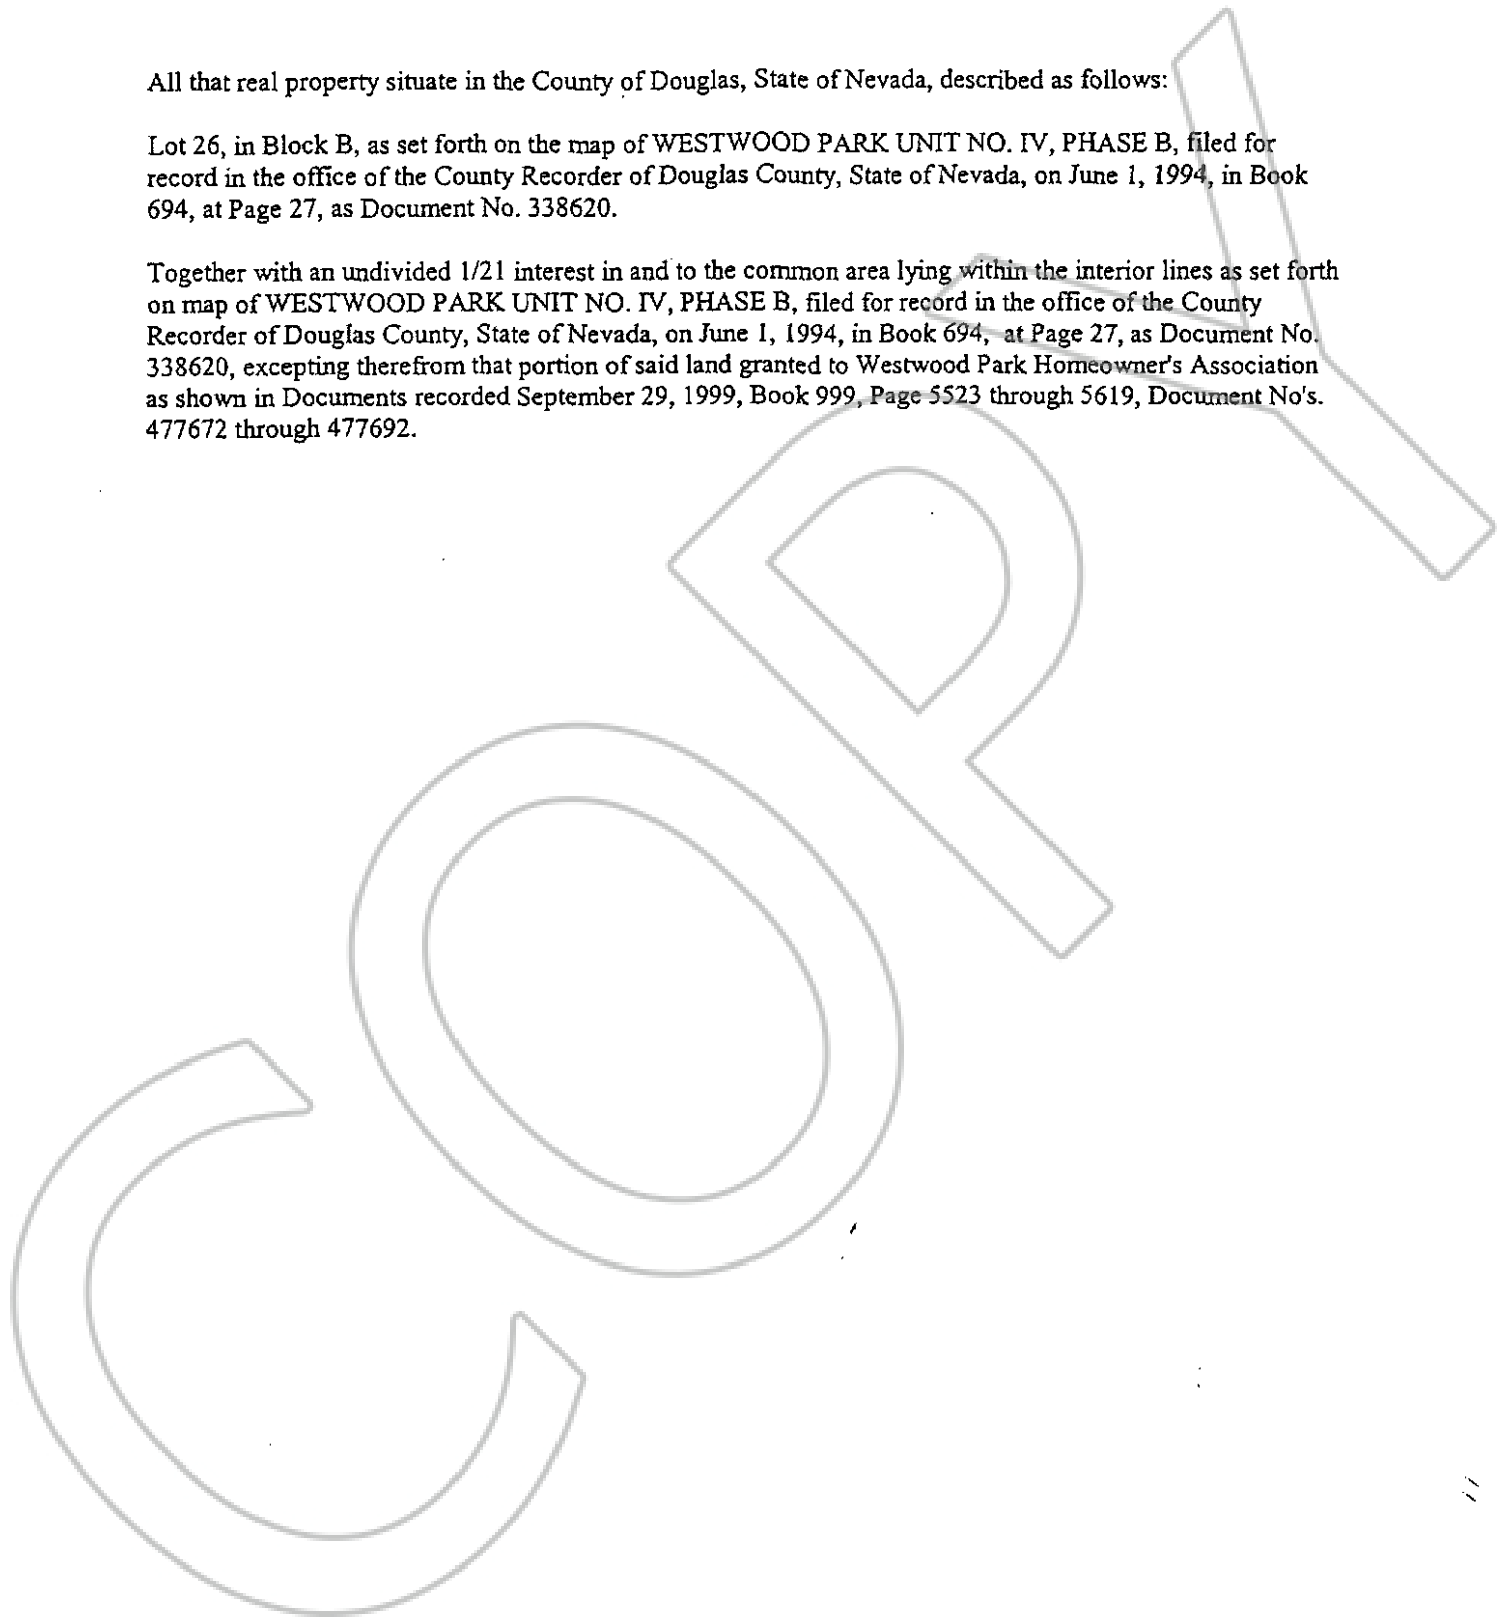 All that real property situate in the County of Douglas, State of Nevada, described as follows:
Lot 26, in Block B, as set forth on the map of WESTWOOD PARK UNIT NO. IV, PHASE B, filed for
record in the office of the County Recorder of Douglas County, State of Nevada, on June 1, 1994, in Book
694, at Page 27, as Document No. 338620.
Together with an undivided 1/21 interest in and to the common area lying within the interior lines as set forth
on map of WESTWOOD PARK UNIT NO. IV, PHASE B, filed for record in the office of the County
Recorder of Douglas County, State of Nevada, on June 1, 1994, in Book 694, at Page 27, as Document No.
338620, excepting therefrom that portion of said land granted to Westwood Park Homeowner's Association
as shown in Documents recorded September 29, 1999, Book 999, Page 5523 through 5619, Document No's.
477672 through 477692.
COPY